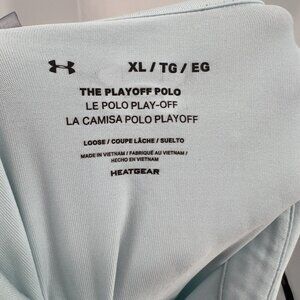 XL / TG / EG
THE PLAYOFF POLO
LE POLO PLAY-OFF
LA CAMISA POLO PLAYOFF
LOOSE / COUPE LÂCHE / SUELTO
MADE IN VIETNAM / FABRIQUÉ AU VIETNAM /
HECHO EN VIETNAM
HEATGEAR